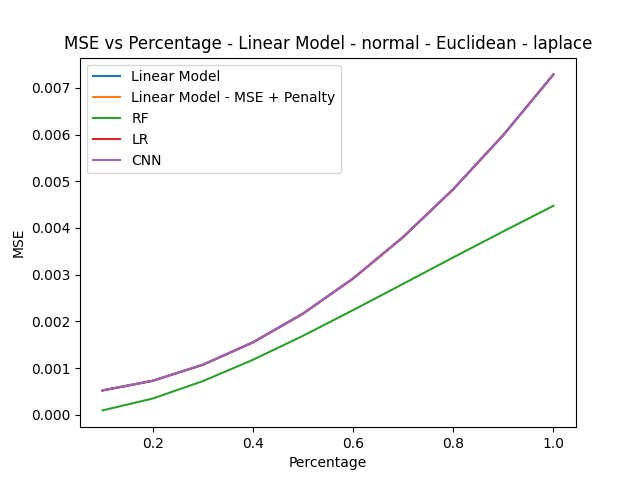 MSE vs Percentage - Linear Model - normal - Euclidean - laplace
Linear Model
Linear Model - MSE + Penalty
RF
LR
CNN
0.007
0.006
0.005
0.004
0.003
0.002
0.001
0.000
MSE
0.2
0.4
0.6
0.8
1.0
Percentage